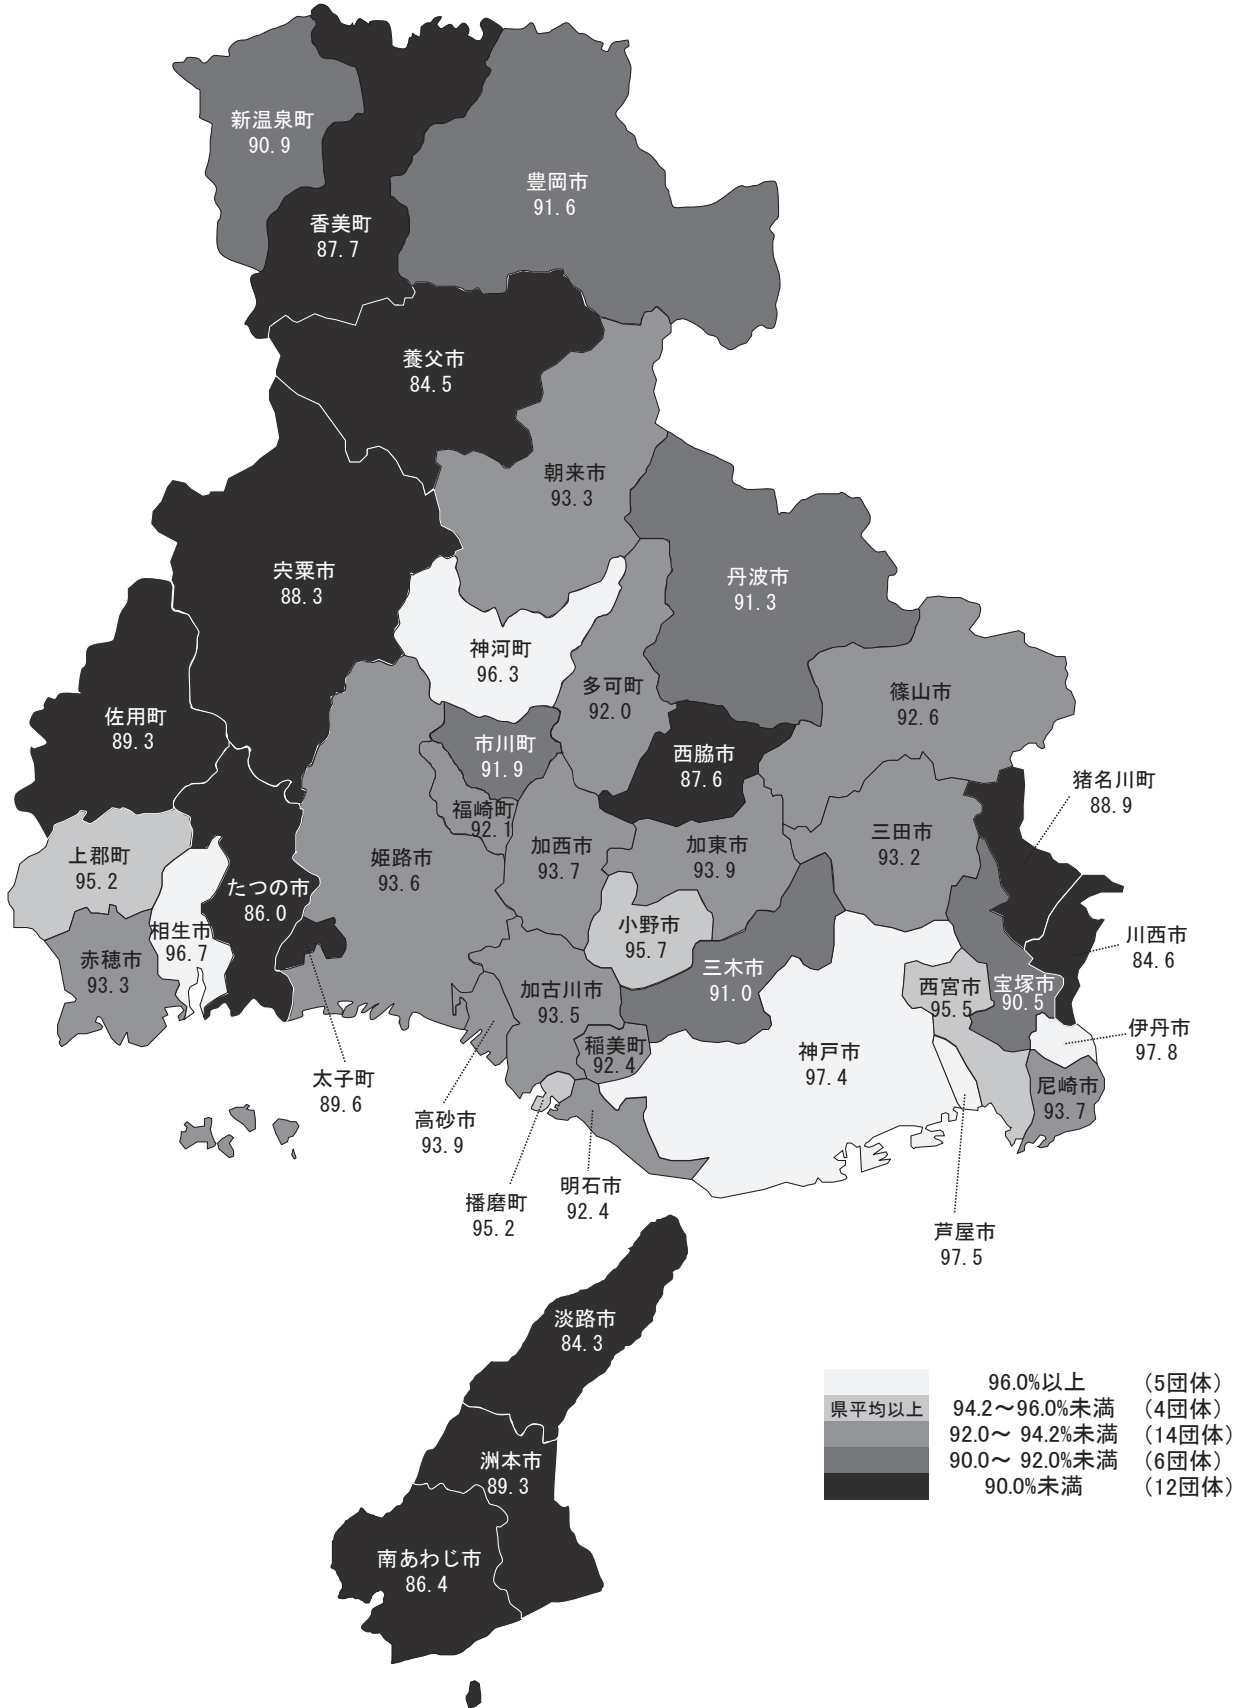 新温泉町
90.9
豊岡市
91.6
香美町
87.7
養父市
84.5
朝来市
93.3
宍粟市
88.3
丹波市
91.3
神河町
96.3
多可町
92.0
篠山市
92.6
佐用町
89.3
市川町
91.9
西脇市
87.6
猪名川町
88.9
福崎町
92.1
上郡町
95.2
姫路市
93.6
加西市
93.7
加東市
93.9
三田市
93.2
たつの市
86.0
相生市
96.7
小野市
95.7
川西市
84.6
赤穂市
93.3
三木市
91.0
西宮市
95.5
宝塚市
90.5
加古川市
93.5
伊丹市
97.8
稲美町
92.4
神戸市
97.4
尼崎市
93.7
太子町
89.6
高砂市
93.9
播磨町
95.2
明石市
92.4
芦屋市
97.5
淡路市
84.3
洲本市
89.3
南あわじ市
86.4
96.0%以上 （5団体）
県平均以上 94.2～96.0%未満 （4団体）
92.0～ 94.2%未満 （14団体）
90.0～ 92.0%未満 （6団体）
90.0%未満 （12団体）